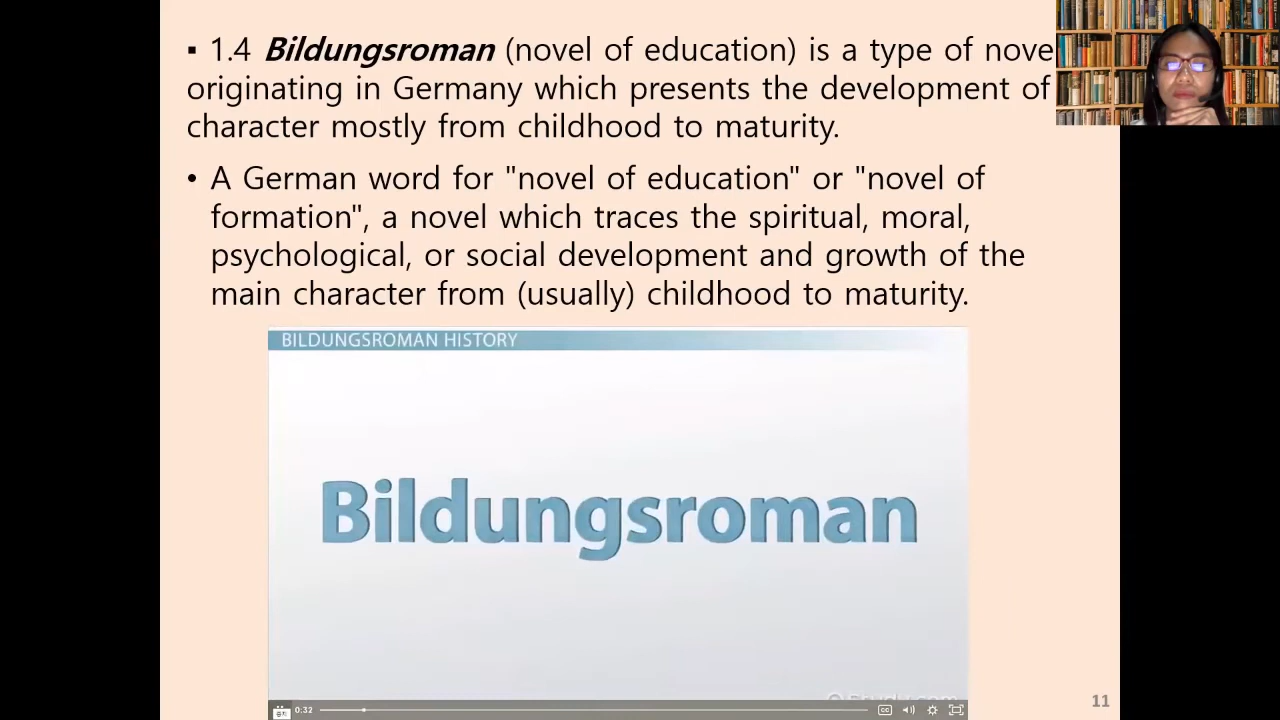 ▪ 1.4 Bildungsroman (novel of education) is a type of nove
originating in Germany which presents the development of
character mostly from childhood to maturity.
• A German word for "novel of education" or "novel of
formation", a novel which traces the spiritual, moral,
psychological, or social development and growth of the
main character from (usually) childhood to maturity.
BILDUNGSROMAN HISTORY
Bildungsroman
0:32
CC
11